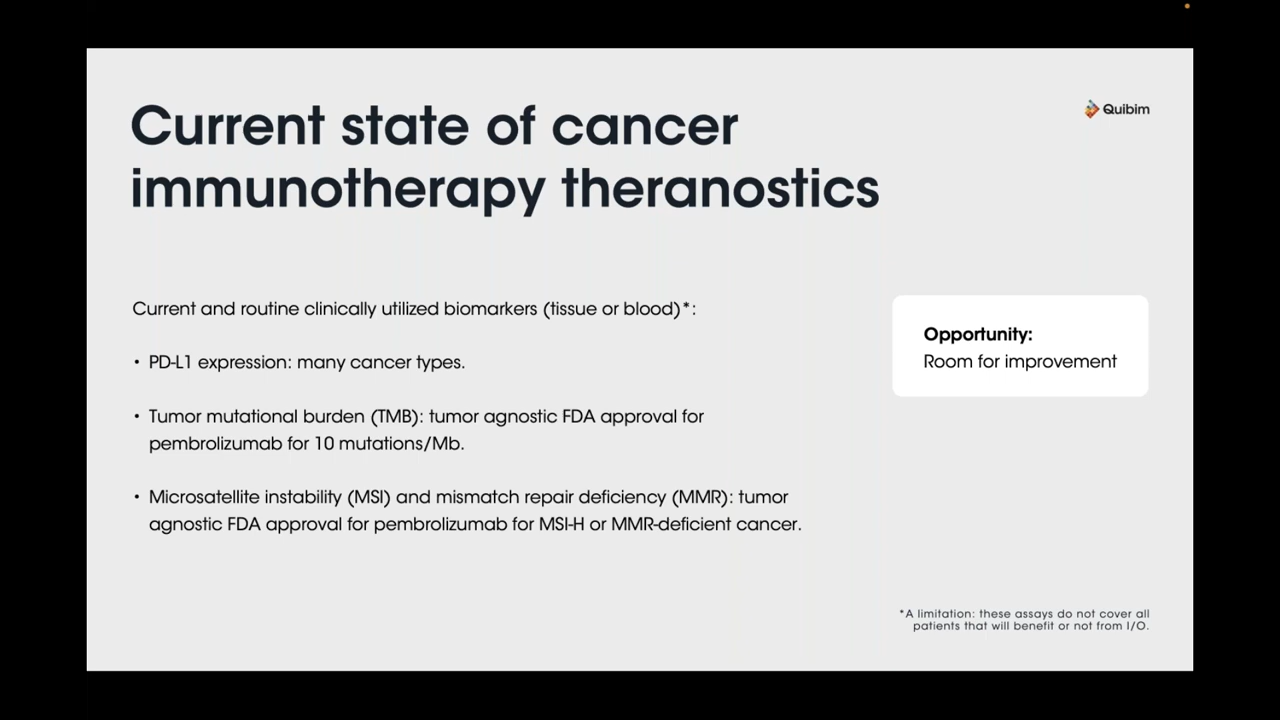 Current state of cancer
immunotherapy theranostics
Quibim
Current and routine clinically utilized biomarkers (tissue or blood)*:
• PD-L1 expression: many cancer types.
• Tumor mutational burden (TMB): tumor agnostic FDA approval for
pembrolizumab for 10 mutations/Mb.
• Microsatellite instability (MSI) and mismatch repair deficiency (MMR): tumor
agnostic FDA approval for pembrolizumab for MSI-H or MMR-deficient cancer.
Opportunity:
Room for improvement
*A limitation: these assays do not cover all
patients that will benefit or not from I/O.